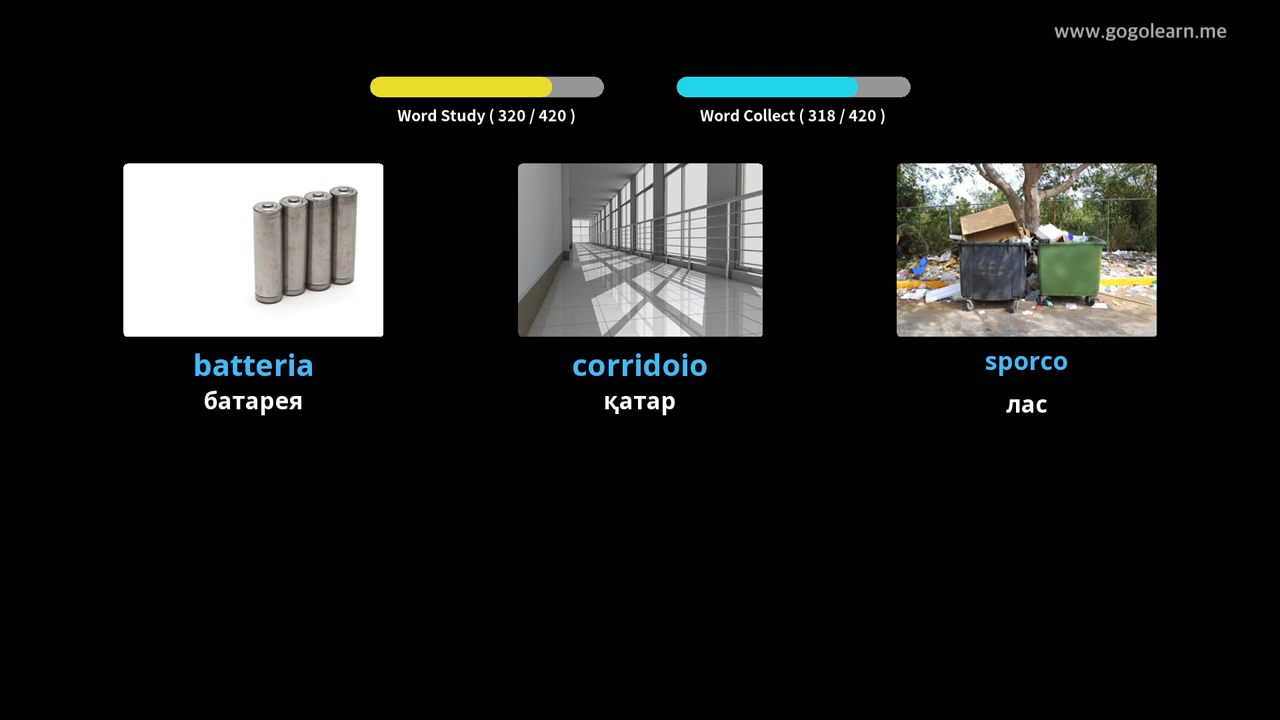 www.gogolearn.me
Word Study ( 320 / 420 )
Word Collect ( 318 / 420 )
batteria
батарея
corridoio
қатар
sporco
лас